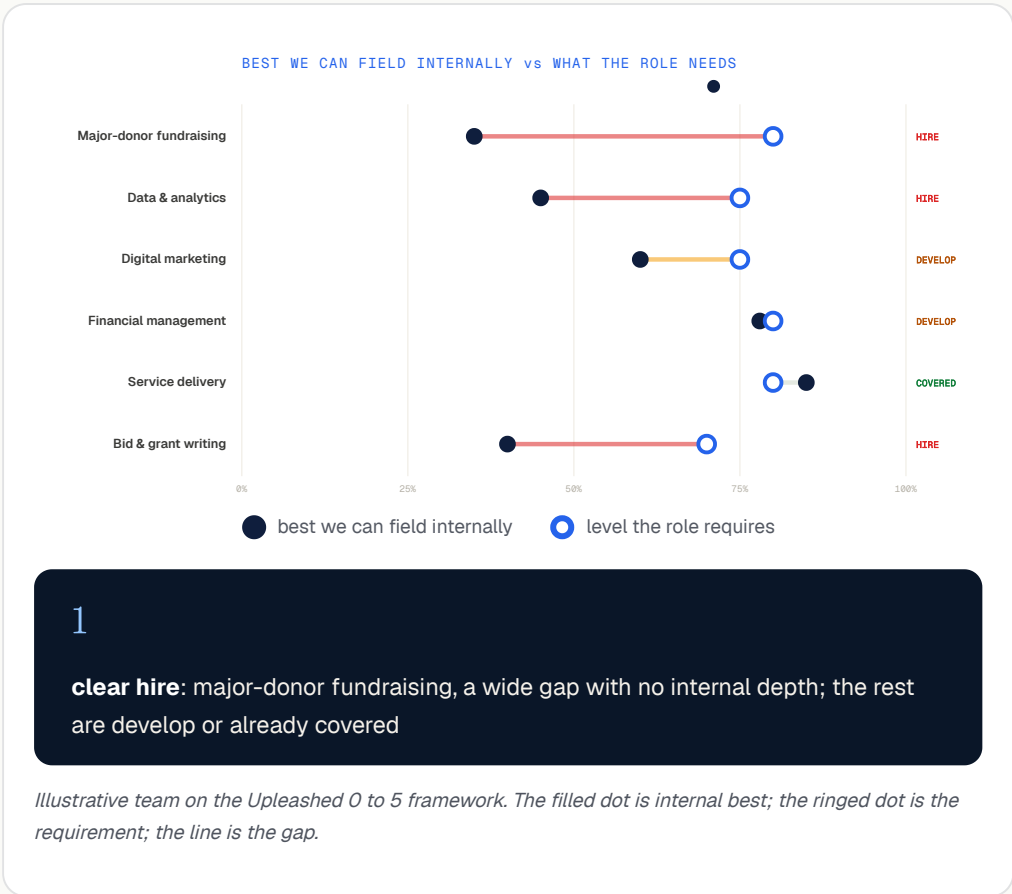 BEST WE CAN FIELD INTERNALLY vs WHAT THE ROLE NEEDS
Major-donor fundraising
HIRE
Data & analytics
HIRE
Digital marketing
DEVELOP
Financial management
DEVELOP
Service delivery
COVERED
Bid & grant writing
HIRE
0%
25%
50%
75%
100%
best we can field internally
level the role requires
1
clear hire: major-donor fundraising, a wide gap with no internal depth; the rest
are develop or already covered
Illustrative team on the Upleashed 0 to 5 framework. The filled dot is internal best; the ringed dot is the
requirement; the line is the gap.